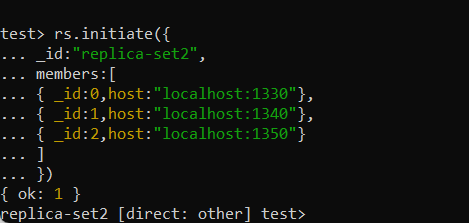 test> rs.initiate({
... _id:"replica-set2",
... members:[
... { _id:0,host:"localhost:1330"},
... { _id:1,host:"localhost:1340"},
... { _id:2,host:"localhost:1350"}
... ]
... })
{ ok: 1 }
replica-set2 [direct: other] test>